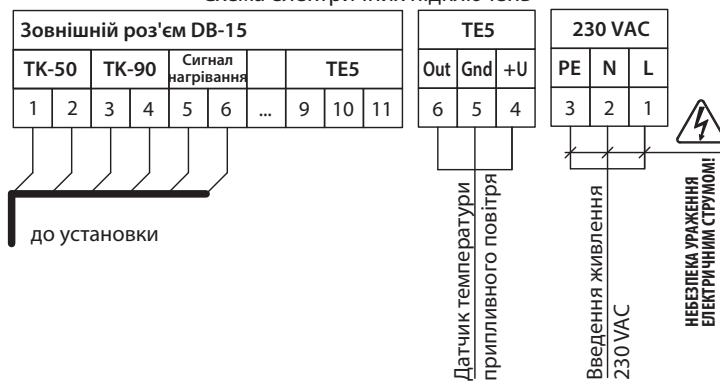 Схема електричних підключень
Зовнішній роз'єм DB-15
TK-50 TK-90 Сигнал нагрівання TE5
1 2 3 4 5 6 ... 9 10 11
до установки
TE5
Out Gnd +U
6 5 4
Датчик температури
припливного повітря
230 VAC
PE N L
3 2 1
Введення живлення
230 VAC
НЕБЕЗПЕКА УРАЖЕННЯ
ЕЛЕКТРИЧНИМ СТРУМОМ!